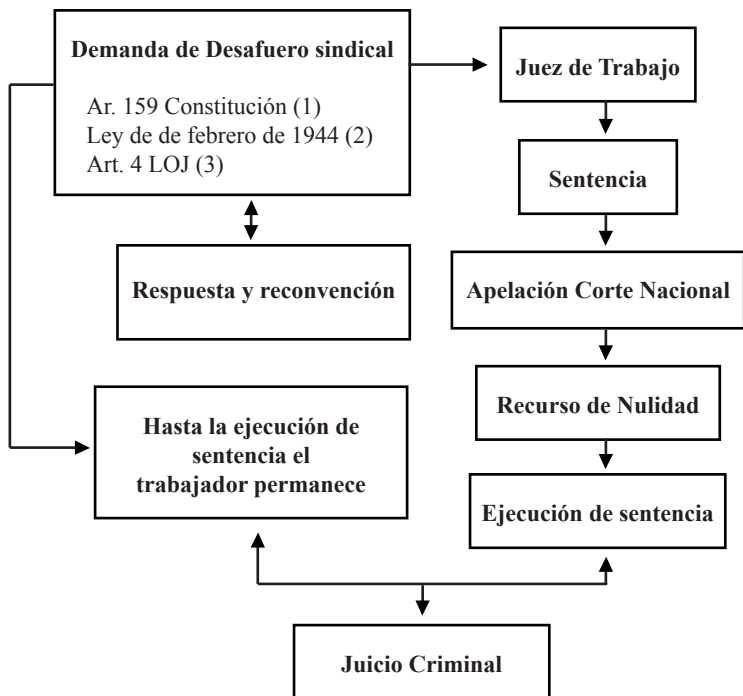 Demanda de Desafuero sindical
Ar. 159 Constitución (1)
Ley de de febrero de 1944 (2)
Art. 4 LOJ (3)
Juez de Trabajo
Sentencia
Respuesta y reconvención
Apelación Corte Nacional
Hasta la ejecución de
sentencia el
trabajador permanece
Recurso de Nulidad
Ejecución de sentencia
Juicio Criminal